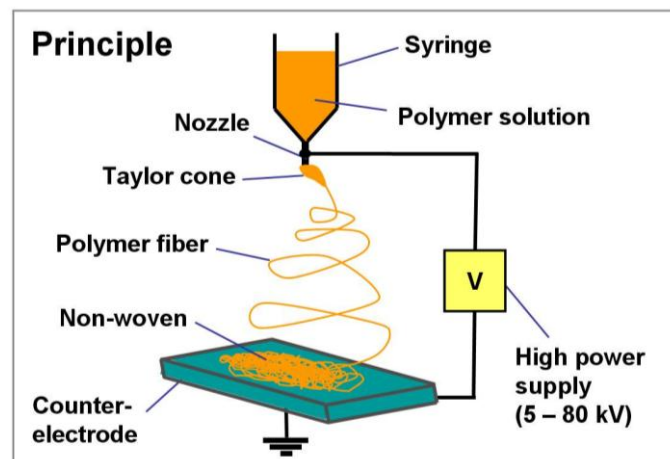 Principle
Syringe
Polymer solution
Nozzle
Taylor cone
Polymer fiber
V
Non-woven
High power
supply
(5 – 80 kV)
Counter-
electrode